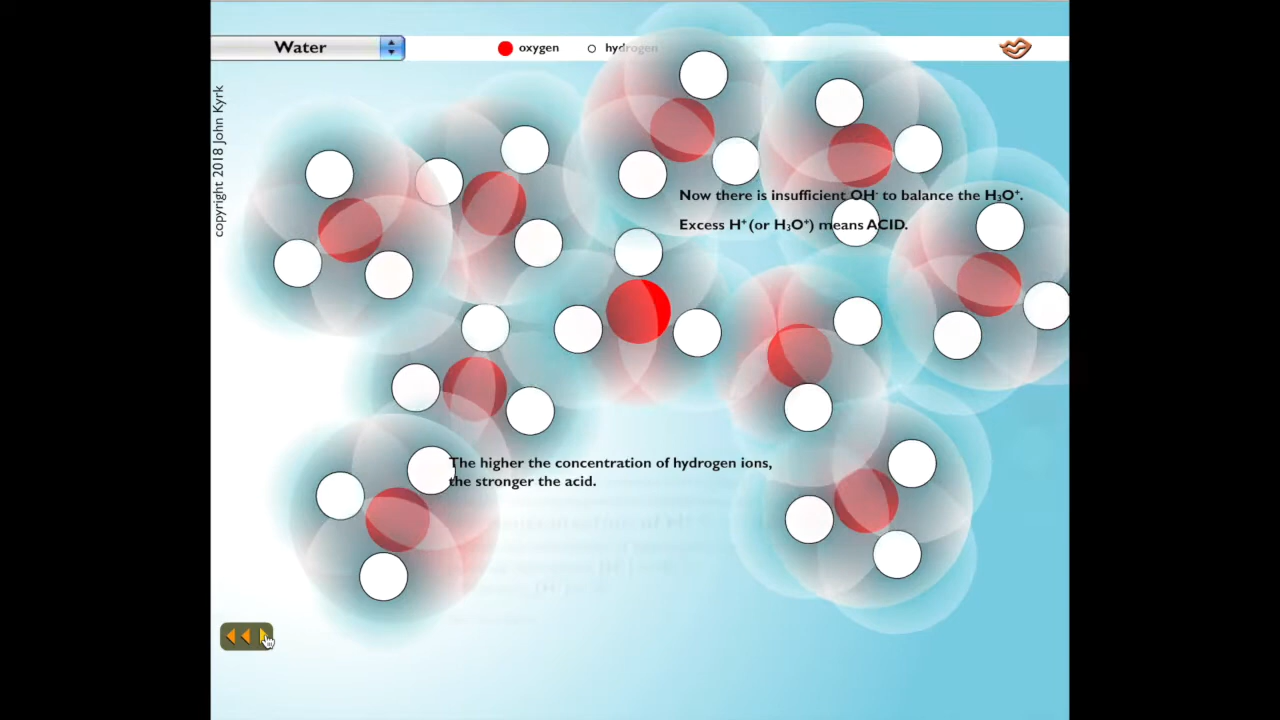 Water
oxygen
hydrogen
copyright 2018 John Kyrk
Now there is insufficient OH⁻ to balance the H₃O⁺.
Excess H⁺ (or H₃O⁺) means ACID.
The higher the concentration of hydrogen ions,
the stronger the acid.